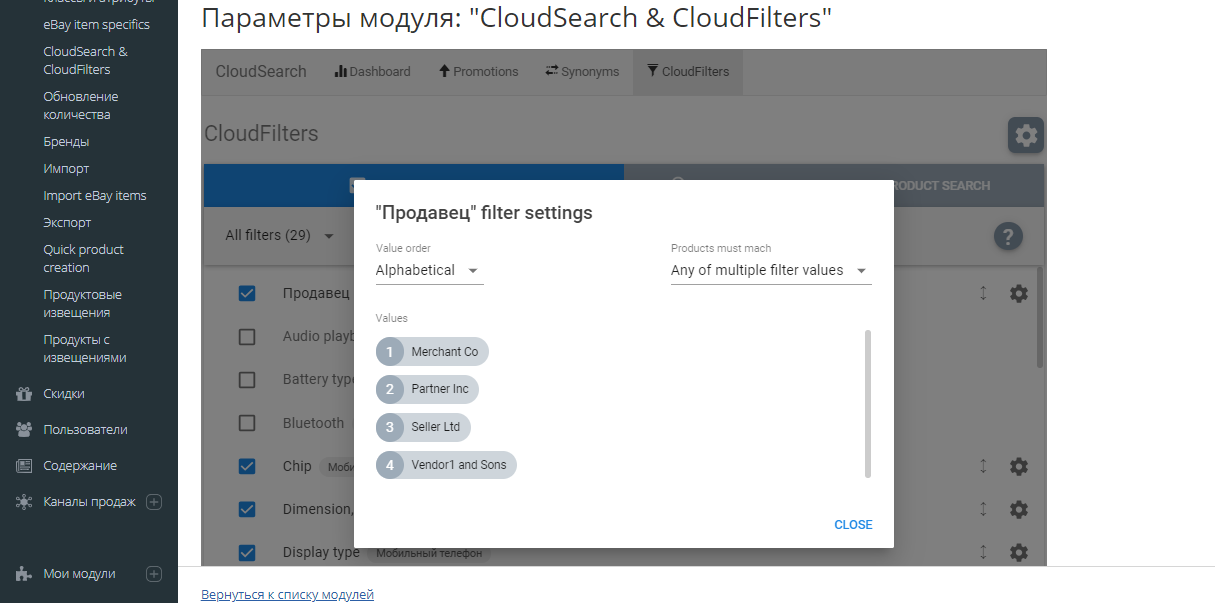 Классы и атрибуты
eBay item specifics
CloudSearch &
CloudFilters
Обновление
количества
Бренды
Импорт
Import eBay items
Экспорт
Quick product
creation
Продуктовые
извещения
Продукты с
извещениями
Скидки
Пользователи
Содержание
Каналы продаж
Мои модули
Параметры модуля: "CloudSearch & CloudFilters"
CloudSearch
Dashboard
Promotions
Synonyms
CloudFilters
CloudFilters
RODUCT SEARCH
All filters (29)
?
Продавец
Audio playb
Battery type
Bluetooth
Chip
Моби
Dimension,
Display type
Мобильный телефон
"Продавец" filter settings
Value order
Alphabetical
Products must mach
Any of multiple filter values
Values
1 Merchant Co
2 Partner Inc
3 Seller Ltd
4 Vendor1 and Sons
CLOSE
Вернуться к списку модулей